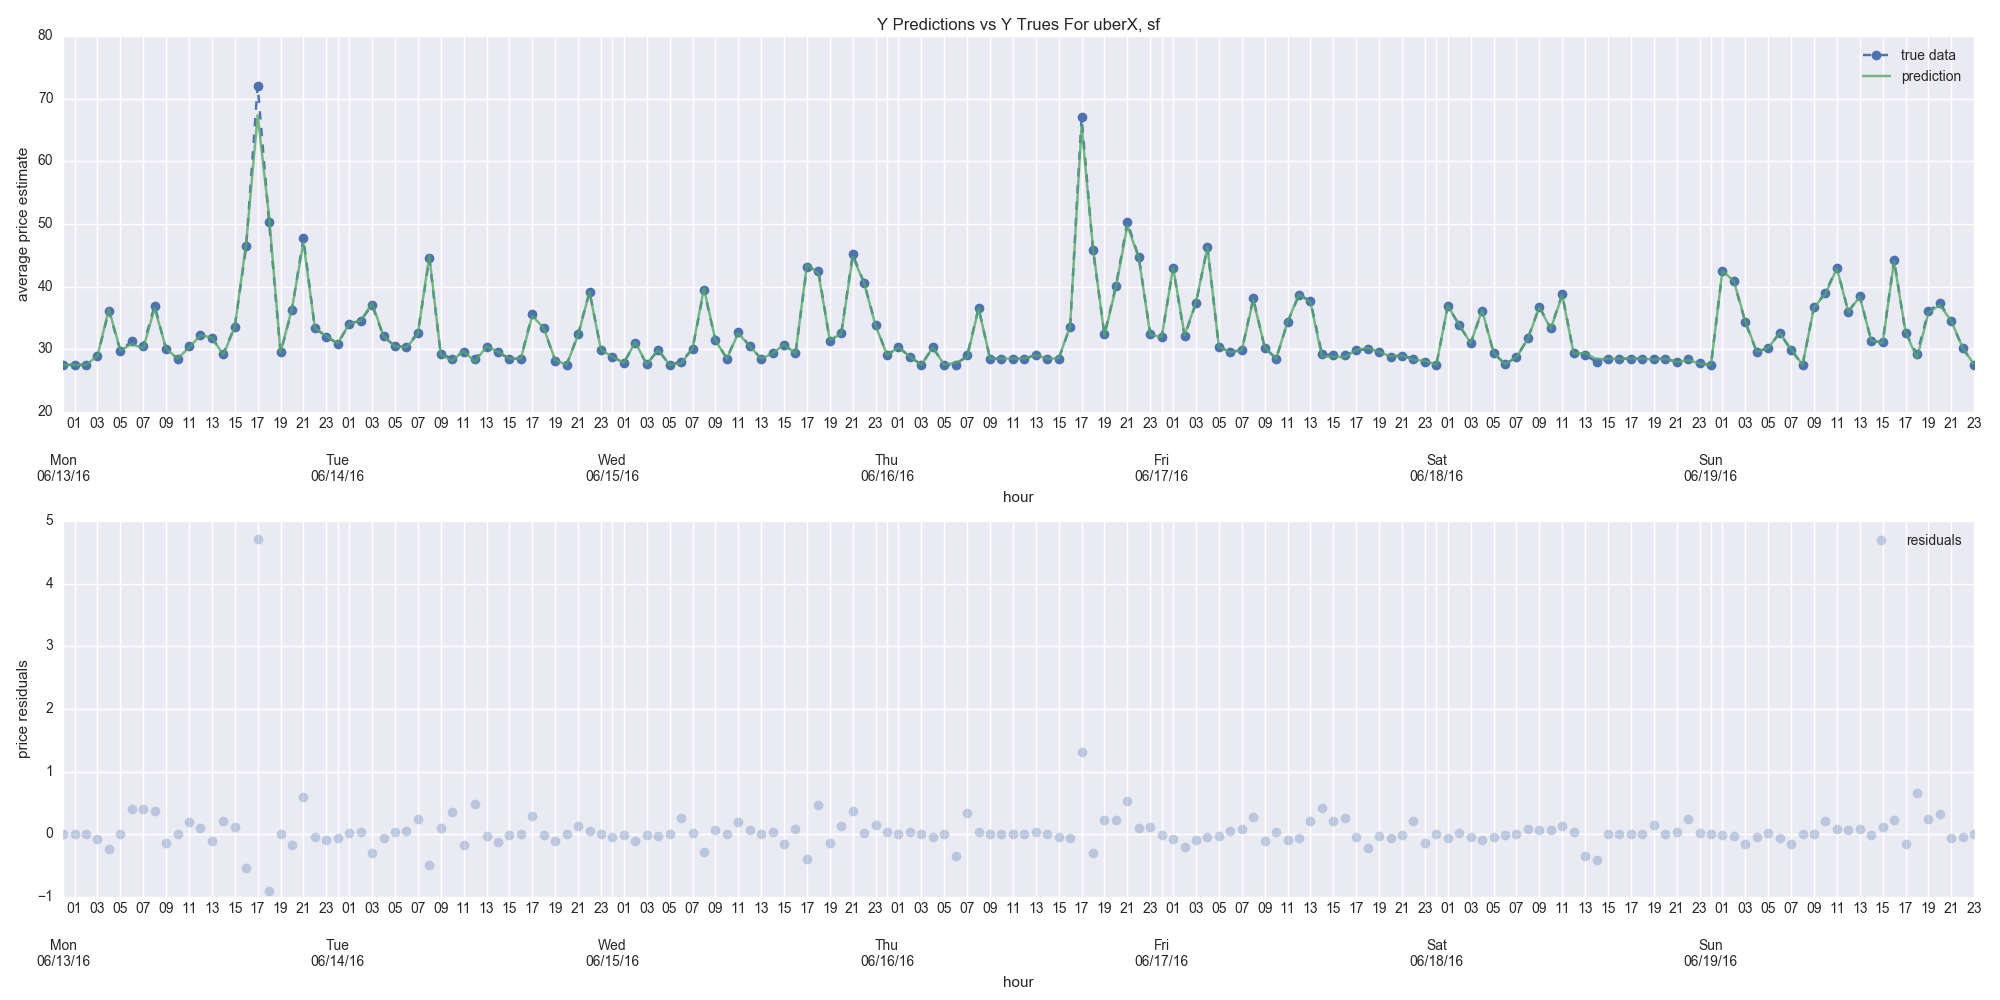 Y Predictions vs Y Trues For uberX, sf
80
70
60
50
40
30
20
average price estimate
true data
prediction
01 03 05 07 09 11 13 15 17 19 21 23 01 03 05 07 09 11 13 15 17 19 21 23 01 03 05 07 09 11 13 15 17 19 21 23 01 03 05 07 09 11 13 15 17 19 21 23 01 03 05 07 09 11 13 15 17 19 21 23 01 03 05 07 09 11 13 15 17 19 21 23 01 03 05 07 09 11 13 15 17 19 21 23
Mon Tue Wed Thu Fri Sat Sun
06/13/16 06/14/16 06/15/16 06/16/16 06/17/16 06/18/16 06/19/16
hour
5
4
3
2
1
0
−1
price residuals
residuals
01 03 05 07 09 11 13 15 17 19 21 23 01 03 05 07 09 11 13 15 17 19 21 23 01 03 05 07 09 11 13 15 17 19 21 23 01 03 05 07 09 11 13 15 17 19 21 23 01 03 05 07 09 11 13 15 17 19 21 23 01 03 05 07 09 11 13 15 17 19 21 23 01 03 05 07 09 11 13 15 17 19 21 23
Mon Tue Wed Thu Fri Sat Sun
06/13/16 06/14/16 06/15/16 06/16/16 06/17/16 06/18/16 06/19/16
hour